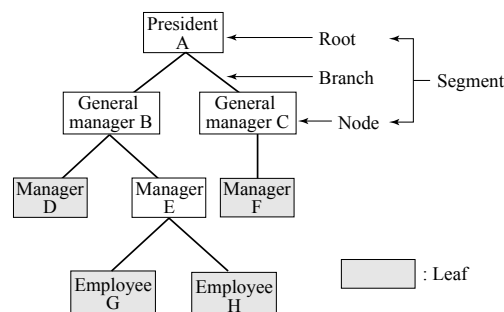 President
A
Root
Branch
Segment
General
manager B
General
manager C
Node
Manager
D
Manager
E
Manager
F
Employee
G
Employee
H
: Leaf